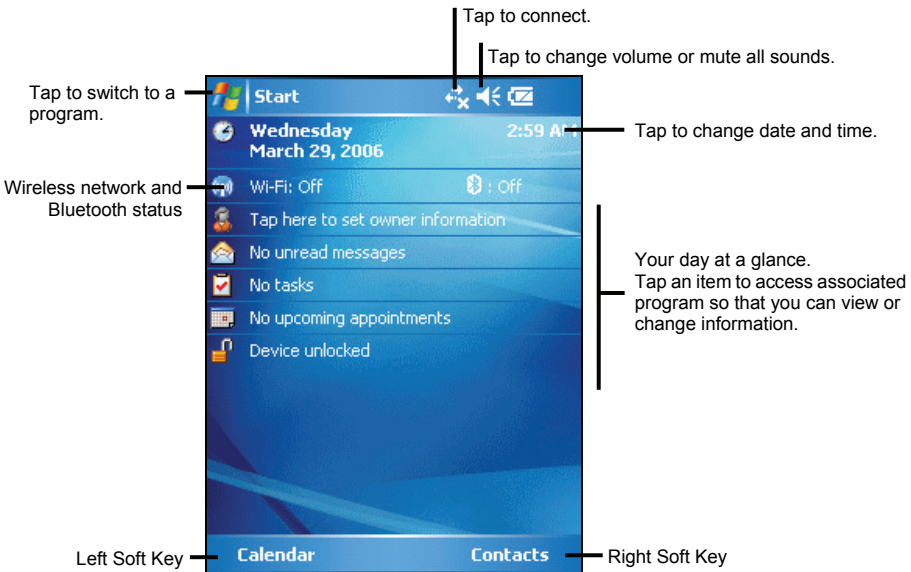 Tap to connect.
Tap to change volume or mute all sounds.
Tap to switch to a
program.
Start
Wednesday
March 29, 2006
2:59 AM
Tap to change date and time.
Wireless network and
Bluetooth status
Wi-Fi: Off
: Off
Tap here to set owner information
No unread messages
No tasks
No upcoming appointments
Device unlocked
Your day at a glance.
Tap an item to access associated
program so that you can view or
change information.
Left Soft Key
Calendar
Contacts
Right Soft Key